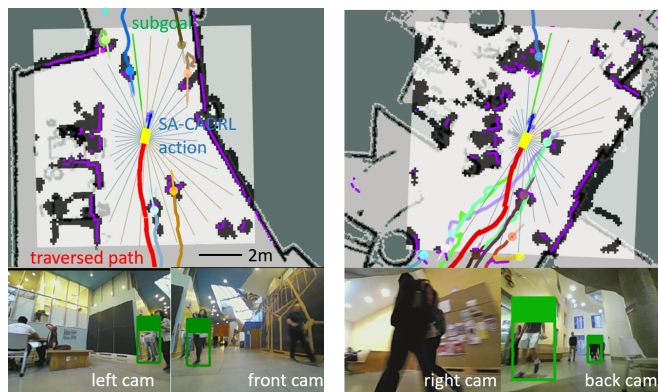 subgoal
SA-CADRL
action
traversed path
2m
left cam
front cam
right cam
back cam